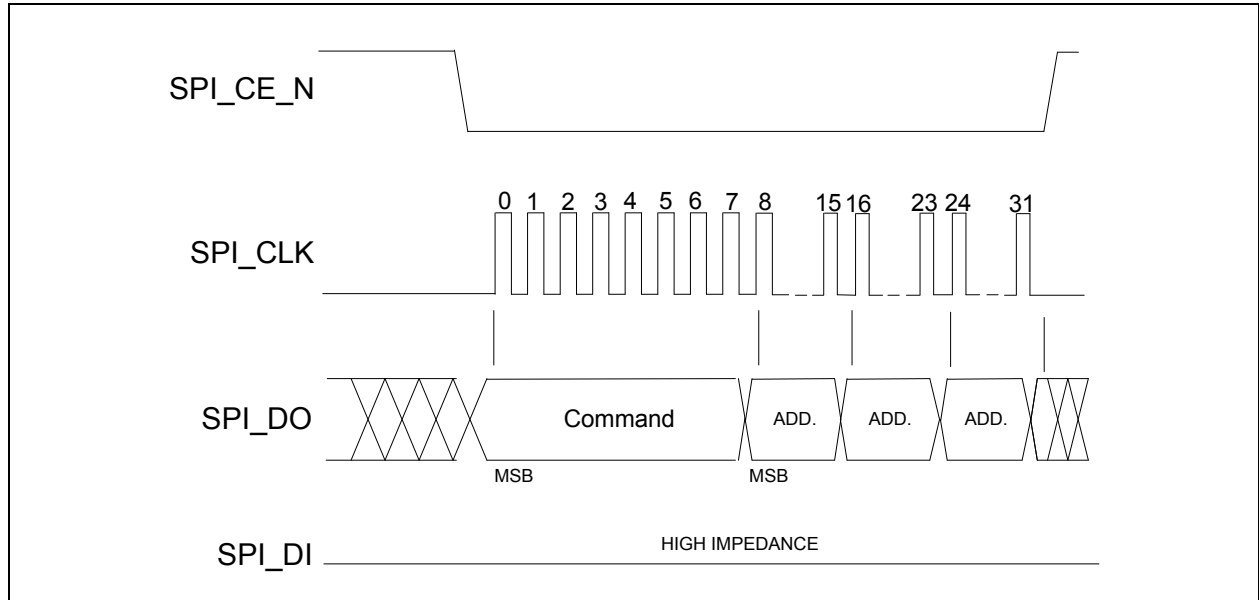 SPI_CE_N
0 1 2 3 4 5 6 7 8 15 16 23 24 31
SPI_CLK
SPI_DO
Command
ADD.
ADD.
ADD.
MSB
MSB
HIGH IMPEDANCE
SPI_DI